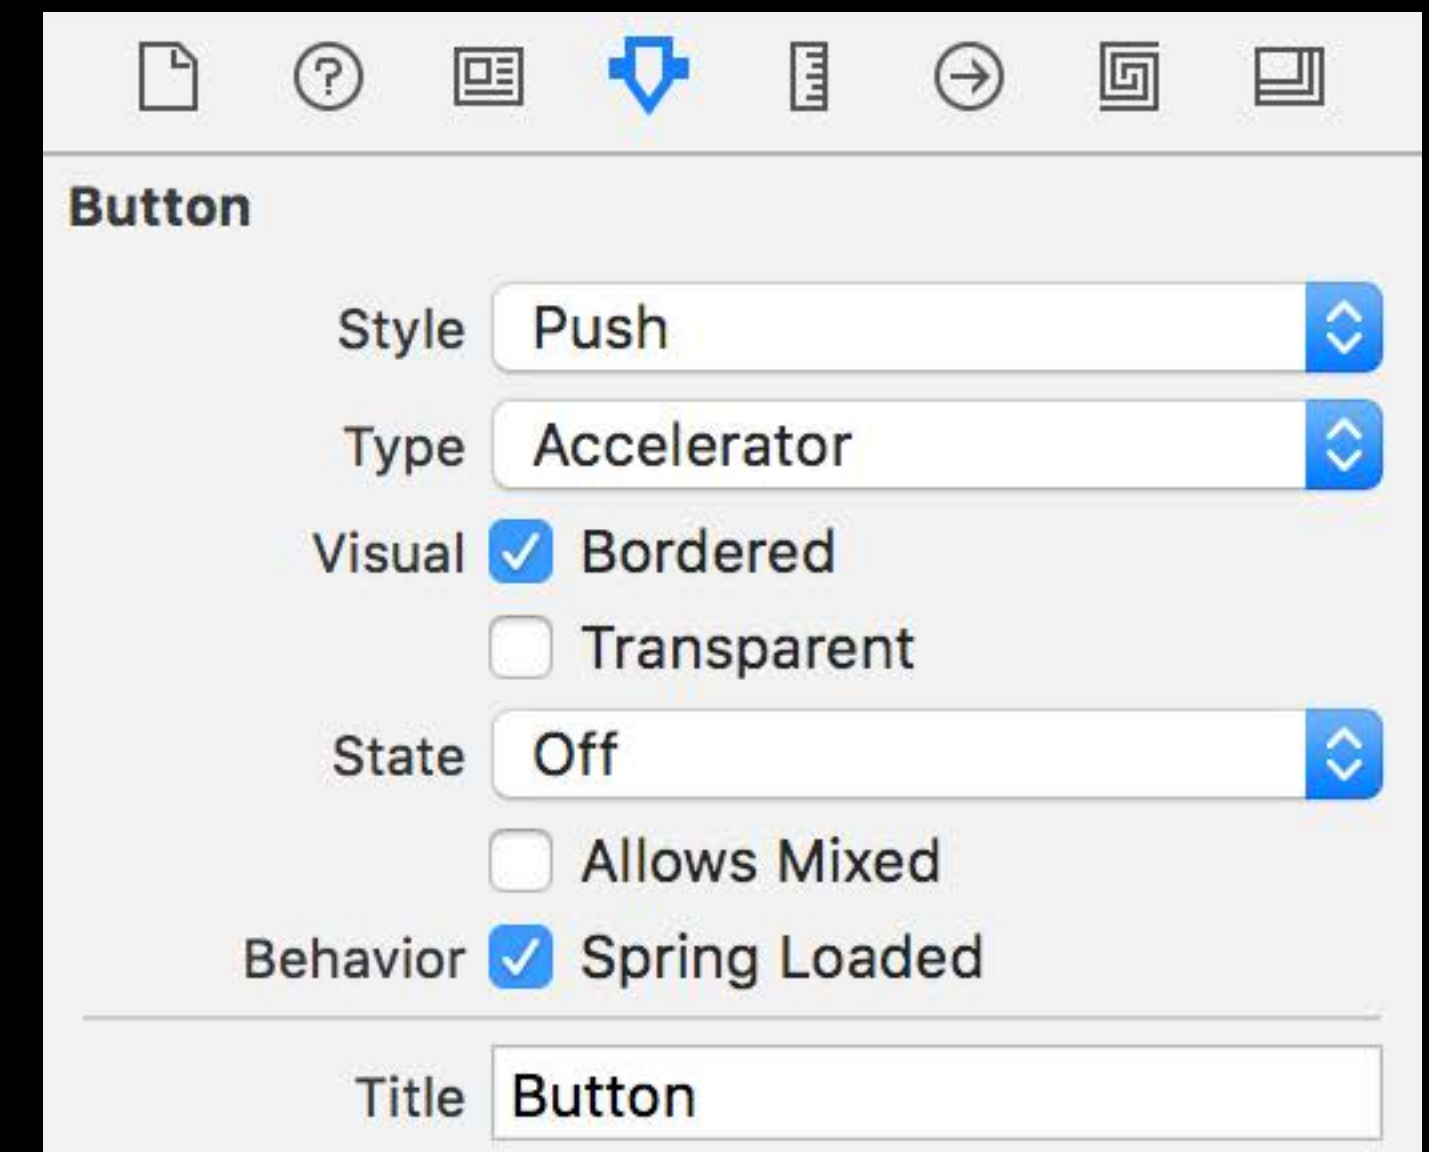 Button
Style Push
Type Accelerator
Visual Bordered
Transparent
State Off
Allows Mixed
Behavior Spring Loaded
Title Button